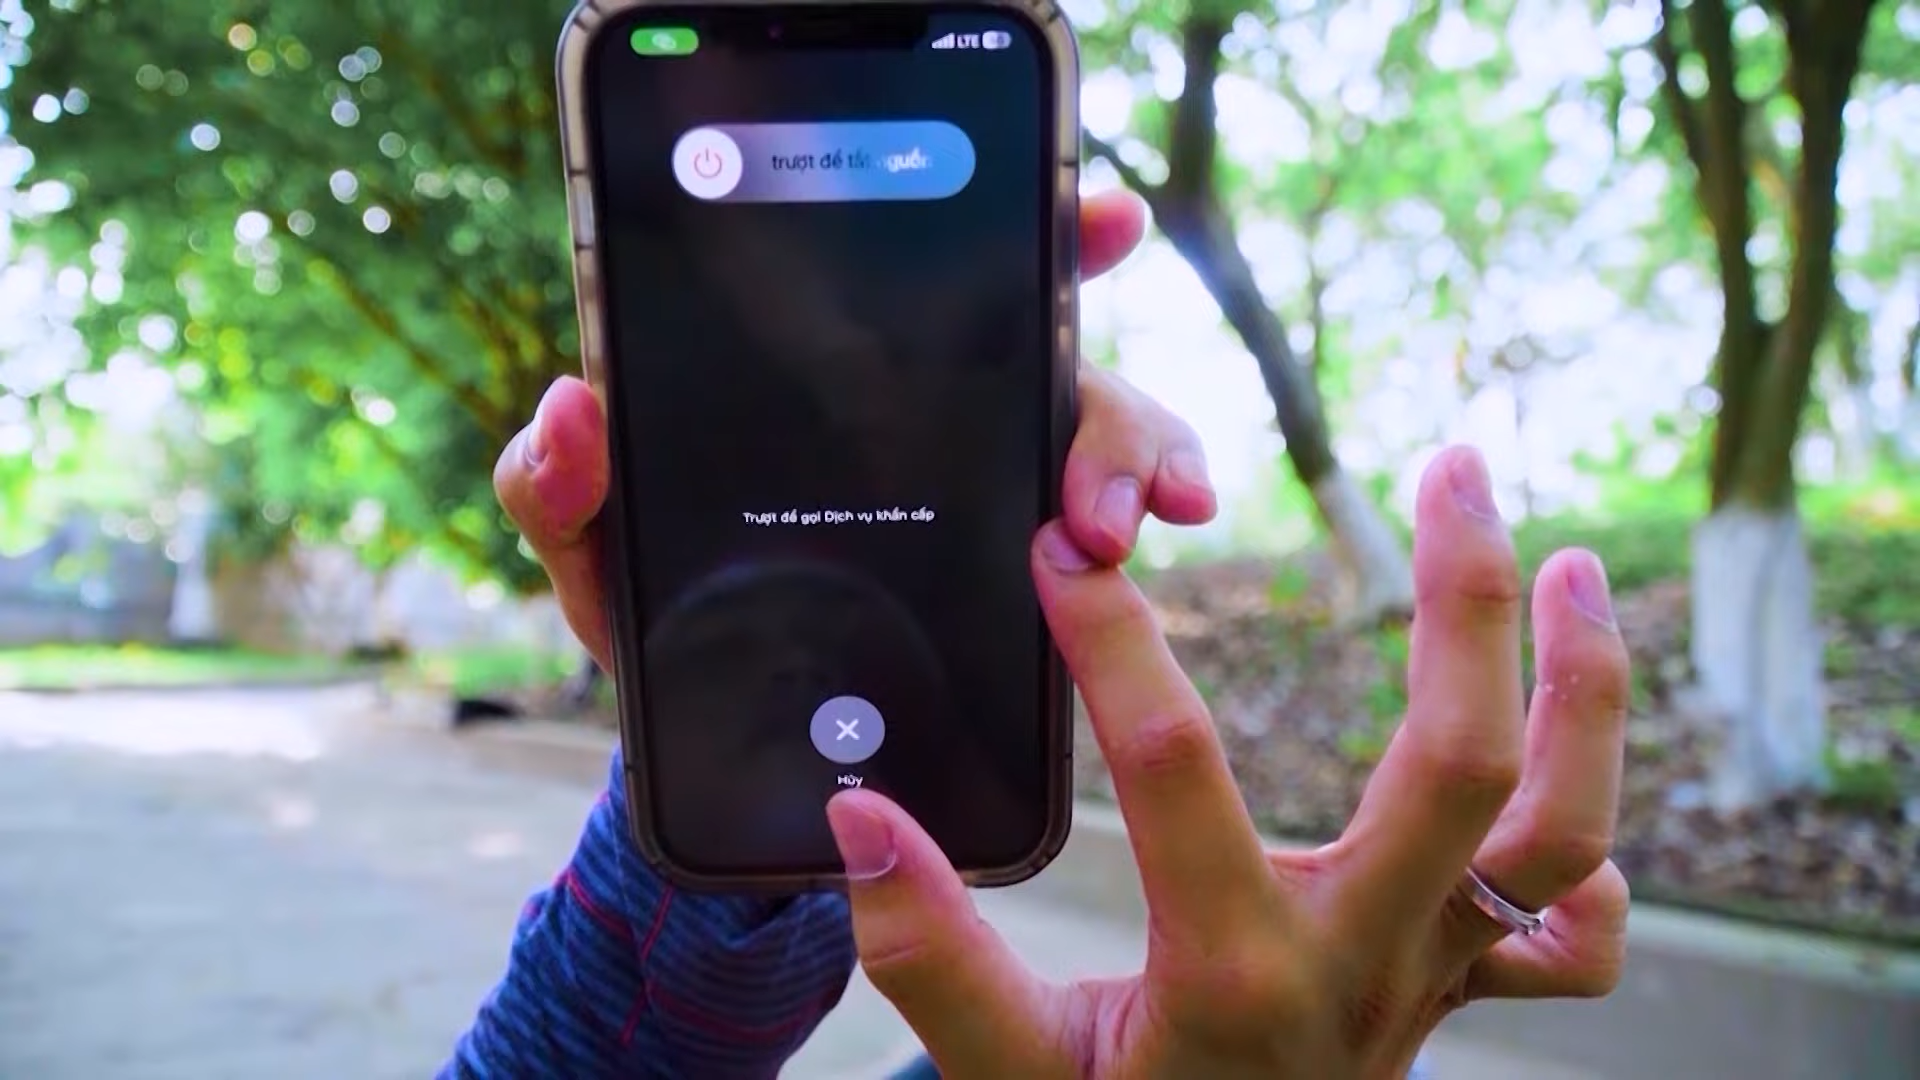 LTE
trượt để tắt nguồn
Trượt để gọi Dịch vụ khẩn cấp
Hủy